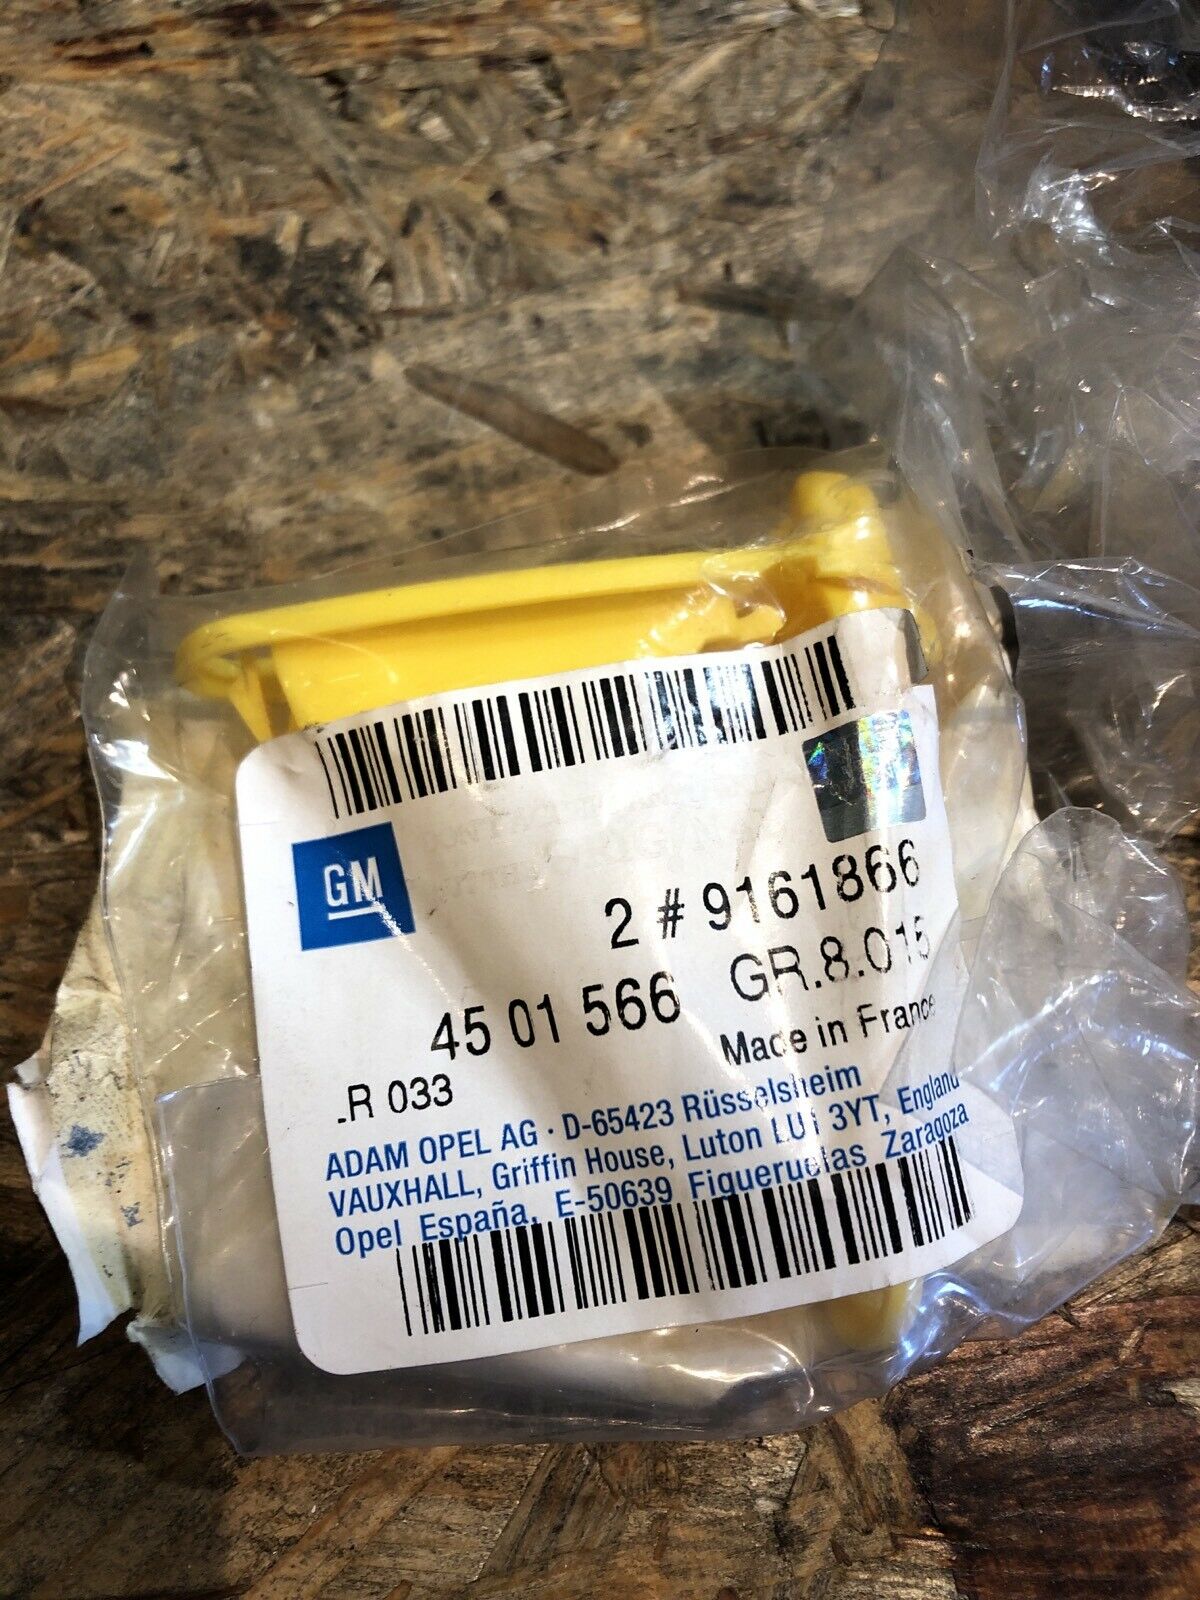 GM
2 # 9161866
45 01 566 GR.8.015
.R 033 Made in France
ADAM OPEL AG · D-65423 Rüsselsheim
VAUXHALL, Griffin House, Luton LU1 3YT, England
Opel España, E-50639 Figueruelas Zaragoza